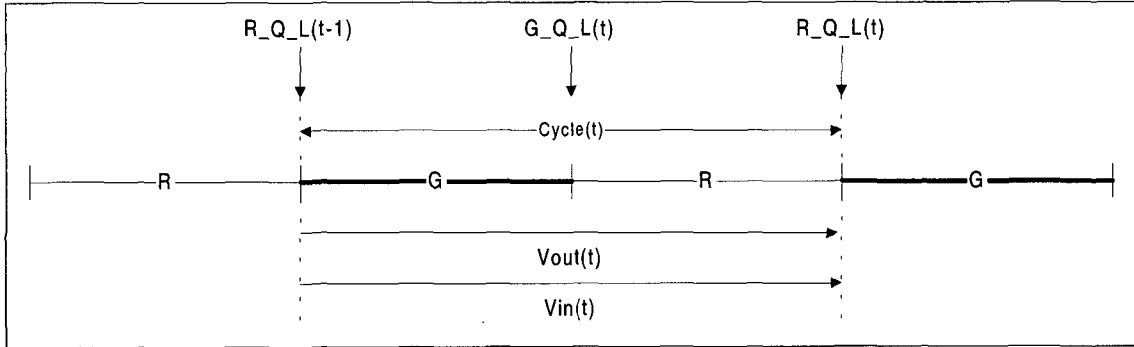 R_Q_L(t-1) G_Q_L(t) R_Q_L(t)
Cycle(t)
R G R G
Vout(t)
Vin(t)